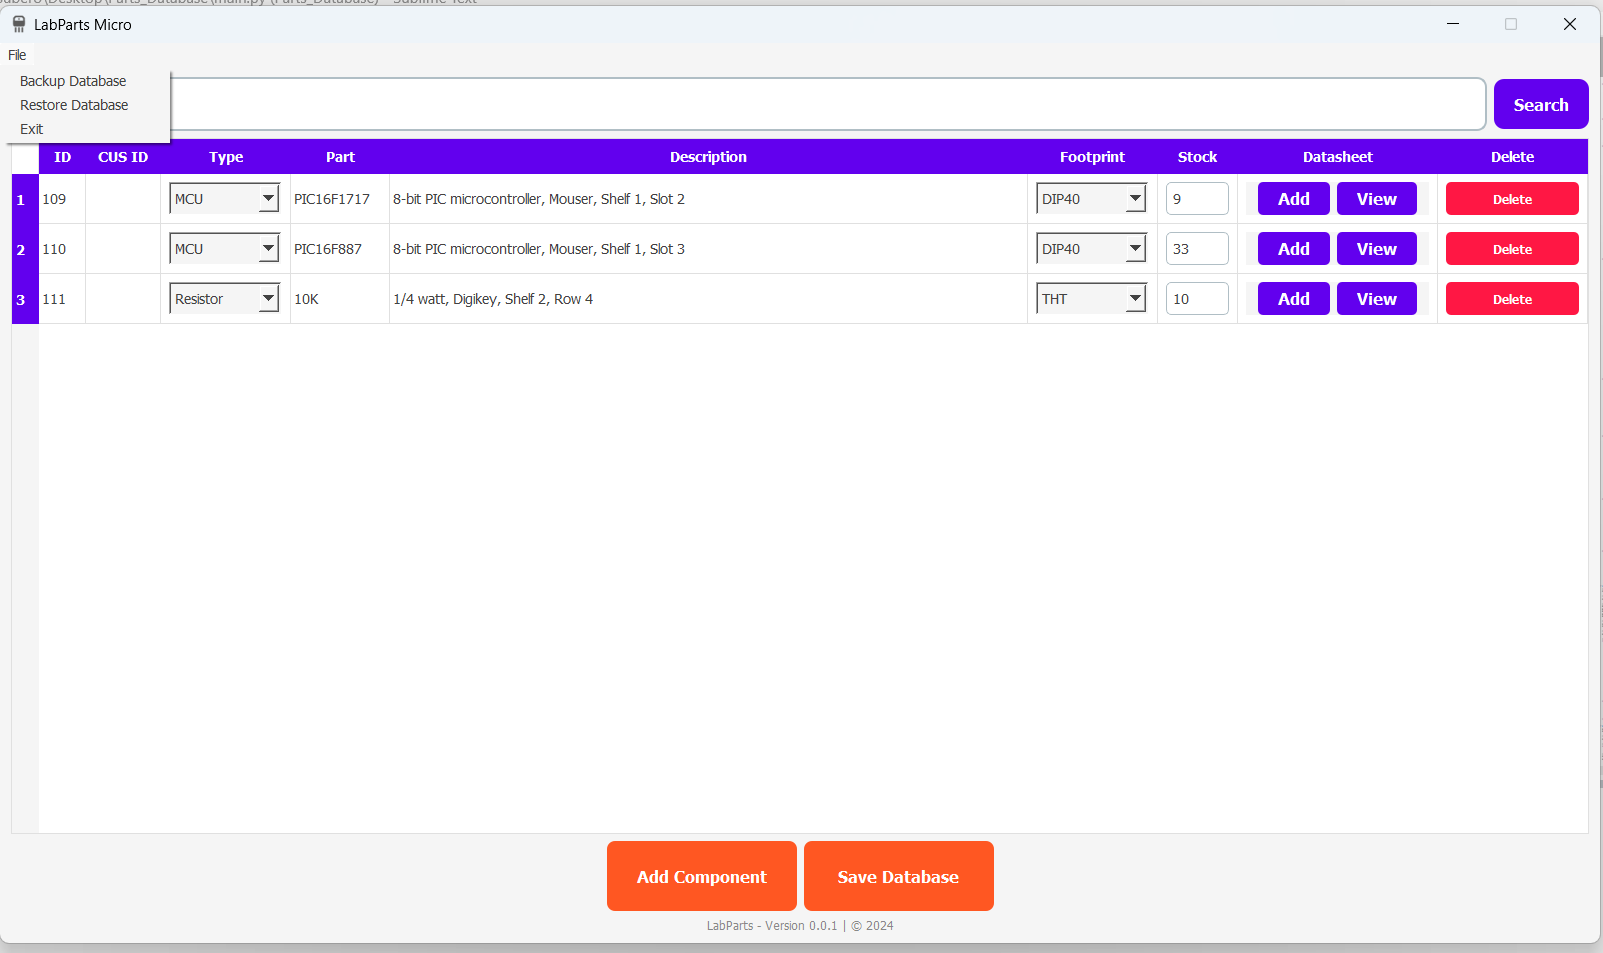 LabParts Micro
File
Backup Database
Restore Database
Exit
Search
ID CUS ID Type Part Description Footprint Stock Datasheet Delete
1 109 MCU PIC16F1717 8-bit PIC microcontroller, Mouser, Shelf 1, Slot 2 DIP40 9 Add View Delete
2 110 MCU PIC16F887 8-bit PIC microcontroller, Mouser, Shelf 1, Slot 3 DIP40 33 Add View Delete
3 111 Resistor 10K 1/4 watt, Digikey, Shelf 2, Row 4 THT 10 Add View Delete
Add Component Save Database
LabParts - Version 0.0.1 | © 2024